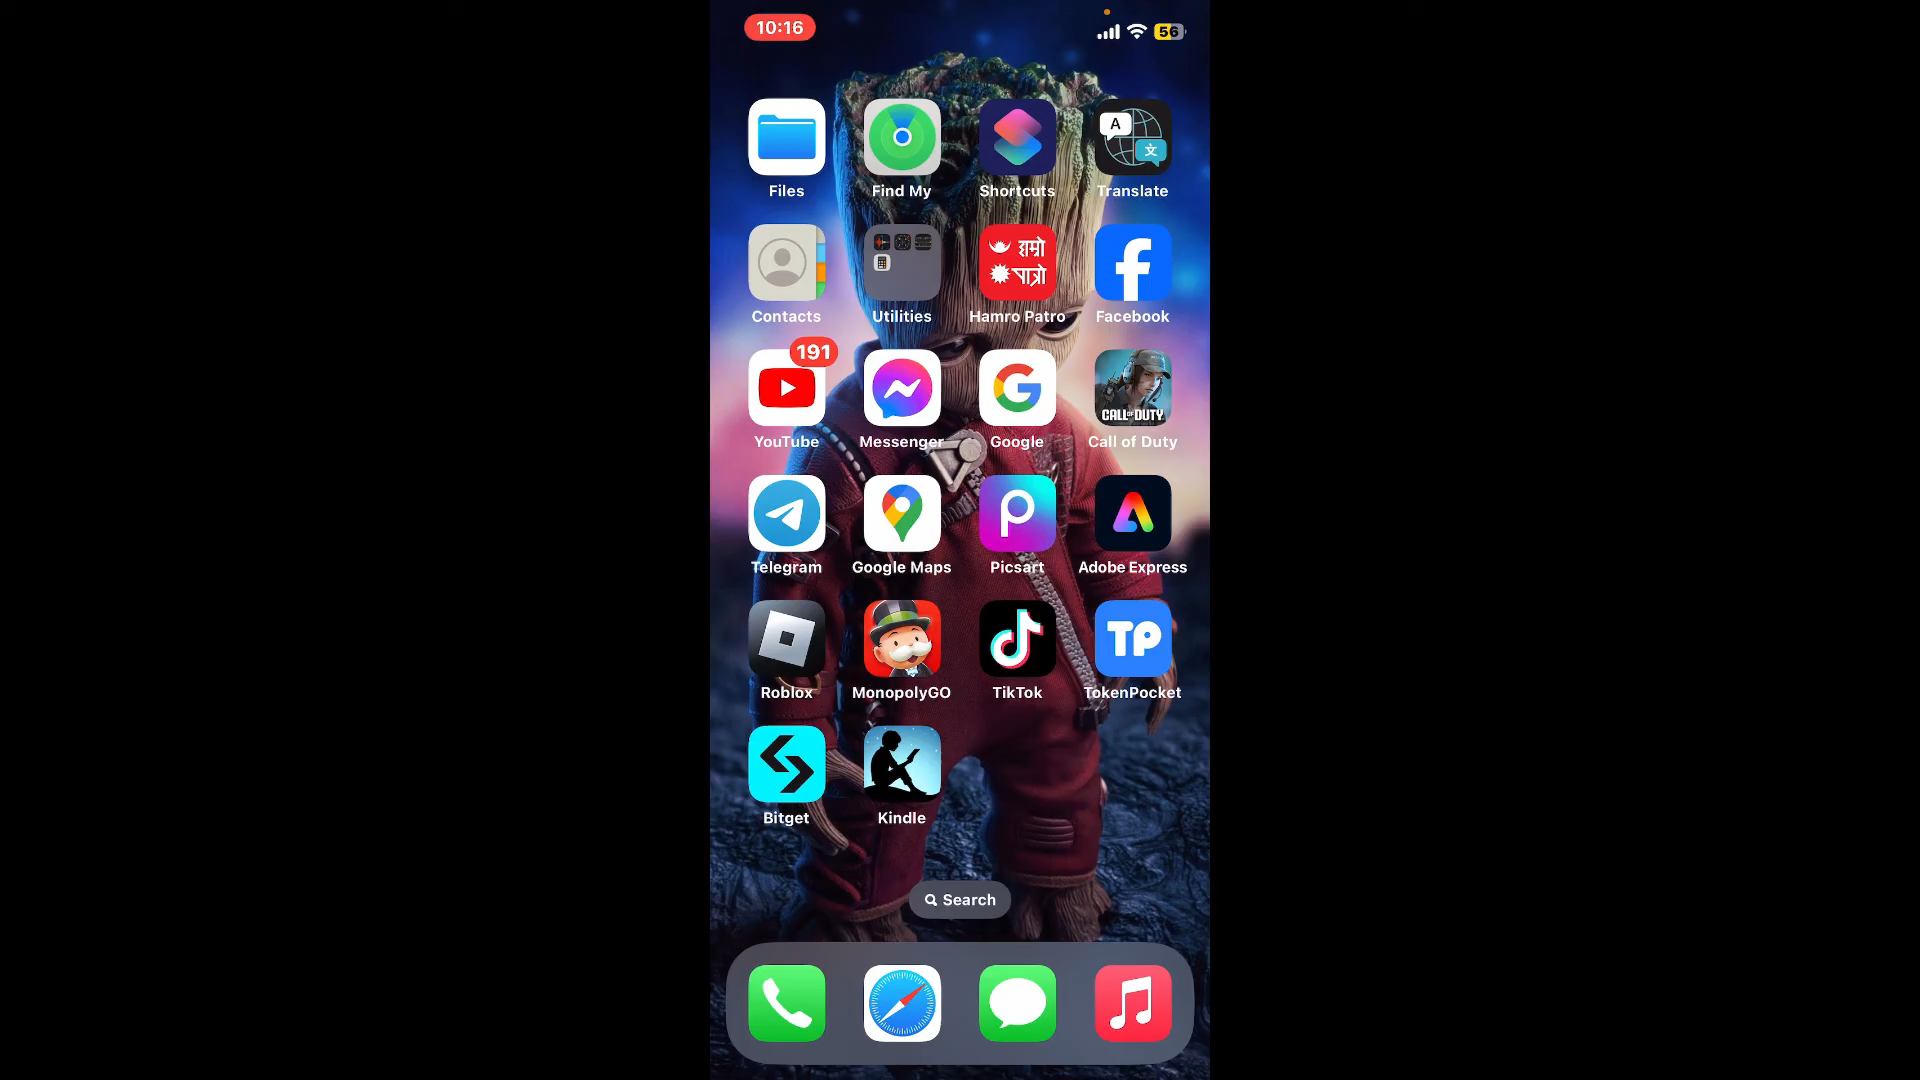 10:16
56
Files
Find My
Shortcuts
A
文
Translate
Contacts
Utilities
हाम्रो
पात्रो
Hamro Patro
Facebook
191
YouTube
Messenger
Google
CALL OF DUTY
Call of Duty
Telegram
Google Maps
Picsart
Adobe Express
Roblox
MonopolyGO
TikTok
TP
TokenPocket
Bitget
Kindle
Search